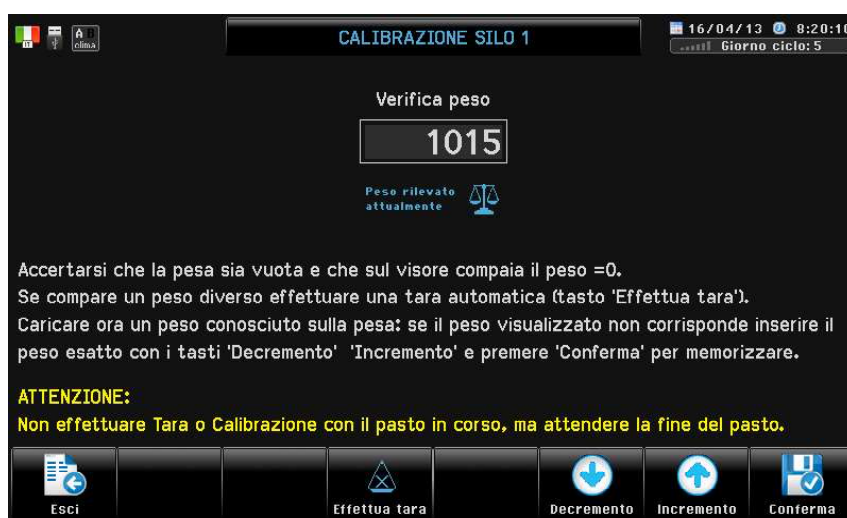 IT
A B
clima
CALIBRAZIONE SILO 1
16/04/13 8:20:10
Giorno ciclo: 5
Verifica peso
1015
Peso rilevato
attualmente
Accertarsi che la pesa sia vuota e che sul visore compaia il peso =0.
Se compare un peso diverso effettuare una tara automatica (tasto 'Effettua tara').
Caricare ora un peso conosciuto sulla pesa: se il peso visualizzato non corrisponde inserire il
peso esatto con i tasti 'Decremento' 'Incremento' e premere 'Conferma' per memorizzare.
ATTENZIONE:
Non effettuare Tara o Calibrazione con il pasto in corso, ma attendere la fine del pasto.
Esci
Effettua tara
Decremento
Incremento
Conferma